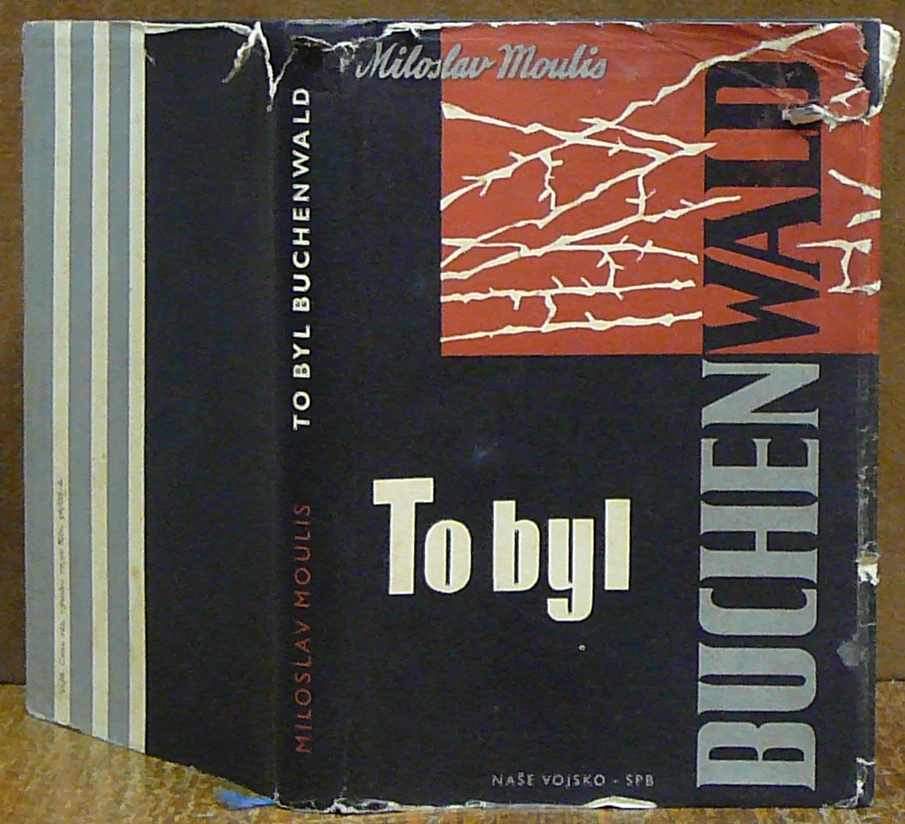 Miloslav Moulis
To byl
BUCHENWALD
NAŠE VOJSKO - SPB
MILOSLAV MOULIS
TO BYL BUCHENWALD